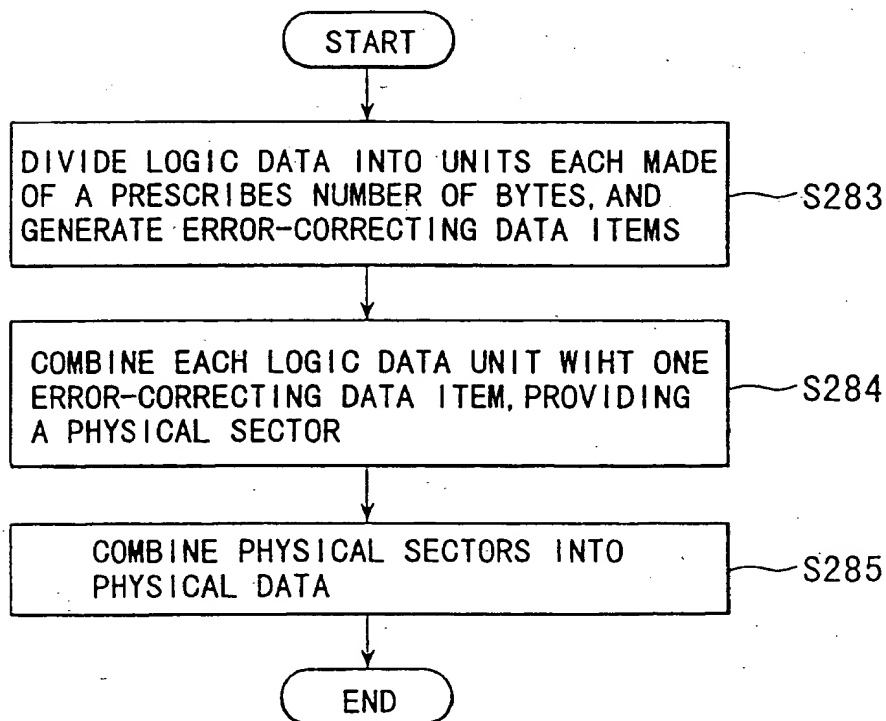 START
DIVIDE LOGIC DATA INTO UNITS EACH MADE
OF A PRESCRIBES NUMBER OF BYTES, AND
GENERATE ERROR-CORRECTING DATA ITEMS
S283
COMBINE EACH LOGIC DATA UNIT WIHT ONE
ERROR-CORRECTING DATA ITEM, PROVIDING
A PHYSICAL SECTOR
S284
COMBINE PHYSICAL SECTORS INTO
PHYSICAL DATA
S285
END